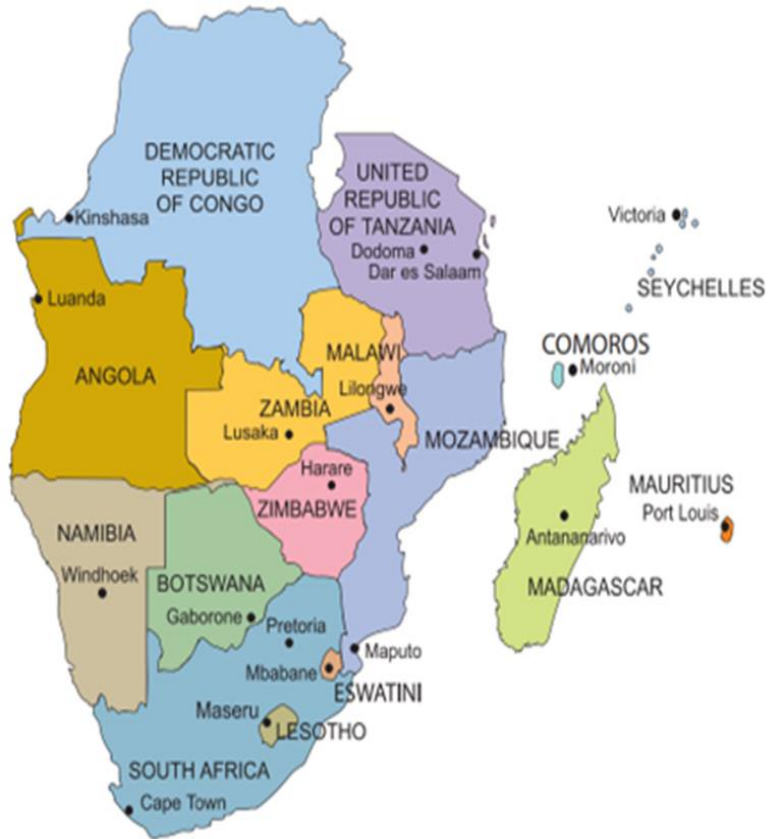 DEMOCRATIC
REPUBLIC
OF CONGO
Kinshasa
UNITED
REPUBLIC
OF TANZANIA
Dodoma
Dar es Salaam
Victoria
SEYCHELLES
Luanda
ANGOLA
MALAWI
Lilongwe
COMOROS
Moroni
ZAMBIA
Lusaka
MOZAMBIQUE
Harare
ZIMBABWE
MAURITIUS
Port Louis
Antananarivo
MADAGASCAR
NAMIBIA
Windhoek
BOTSWANA
Gaborone
Pretoria
Maputo
Mbabane
ESWATINI
Maseru
LESOTHO
SOUTH AFRICA
Cape Town